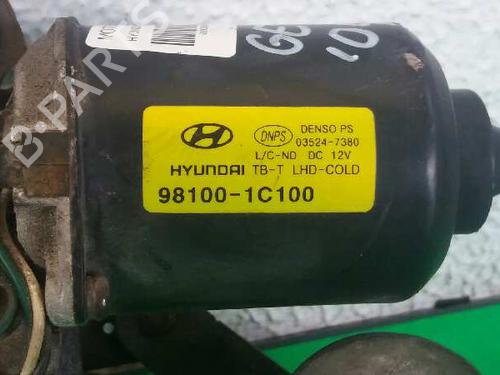 B-PARTS
DNPS
DENSO PS
03524-7380
L/C-ND DC 12V
HYUNDAI TB-T LHD-COLD
98100-1C100